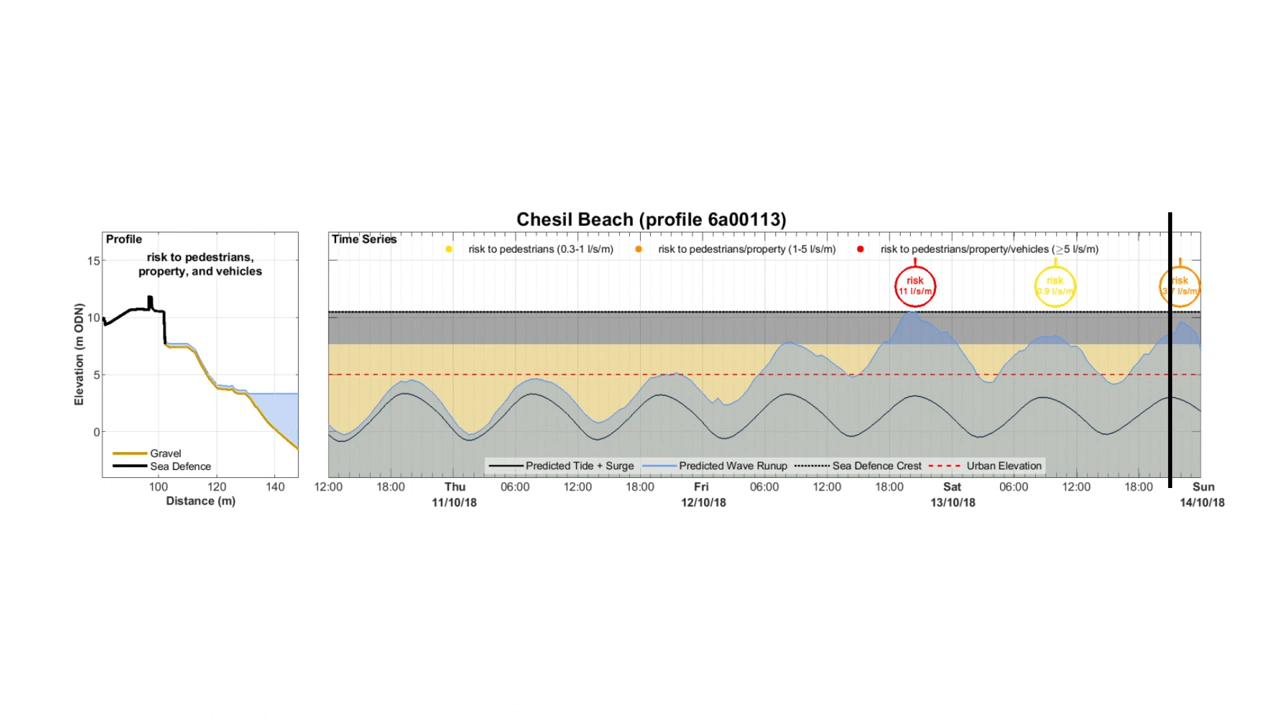 Chesil Beach (profile 6a00113)
Profile
risk to pedestrians,
property, and vehicles
15
10
5
0
Elevation (m ODN)
Gravel
Sea Defence
100 120 140
Distance (m)
Time Series
risk to pedestrians (0.3-1 l/s/m) risk to pedestrians/property (1-5 l/s/m) risk to pedestrians/property/vehicles (≥5 l/s/m)
risk
11 l/s/m
risk
0.9 l/s/m
risk
l/s/m
Predicted Tide + Surge Predicted Wave Runup Sea Defence Crest Urban Elevation
12:00 18:00 Thu 06:00 12:00 18:00 Fri 06:00 12:00 18:00 Sat 06:00 12:00 18:00 Sun
11/10/18 12/10/18 13/10/18 14/10/18